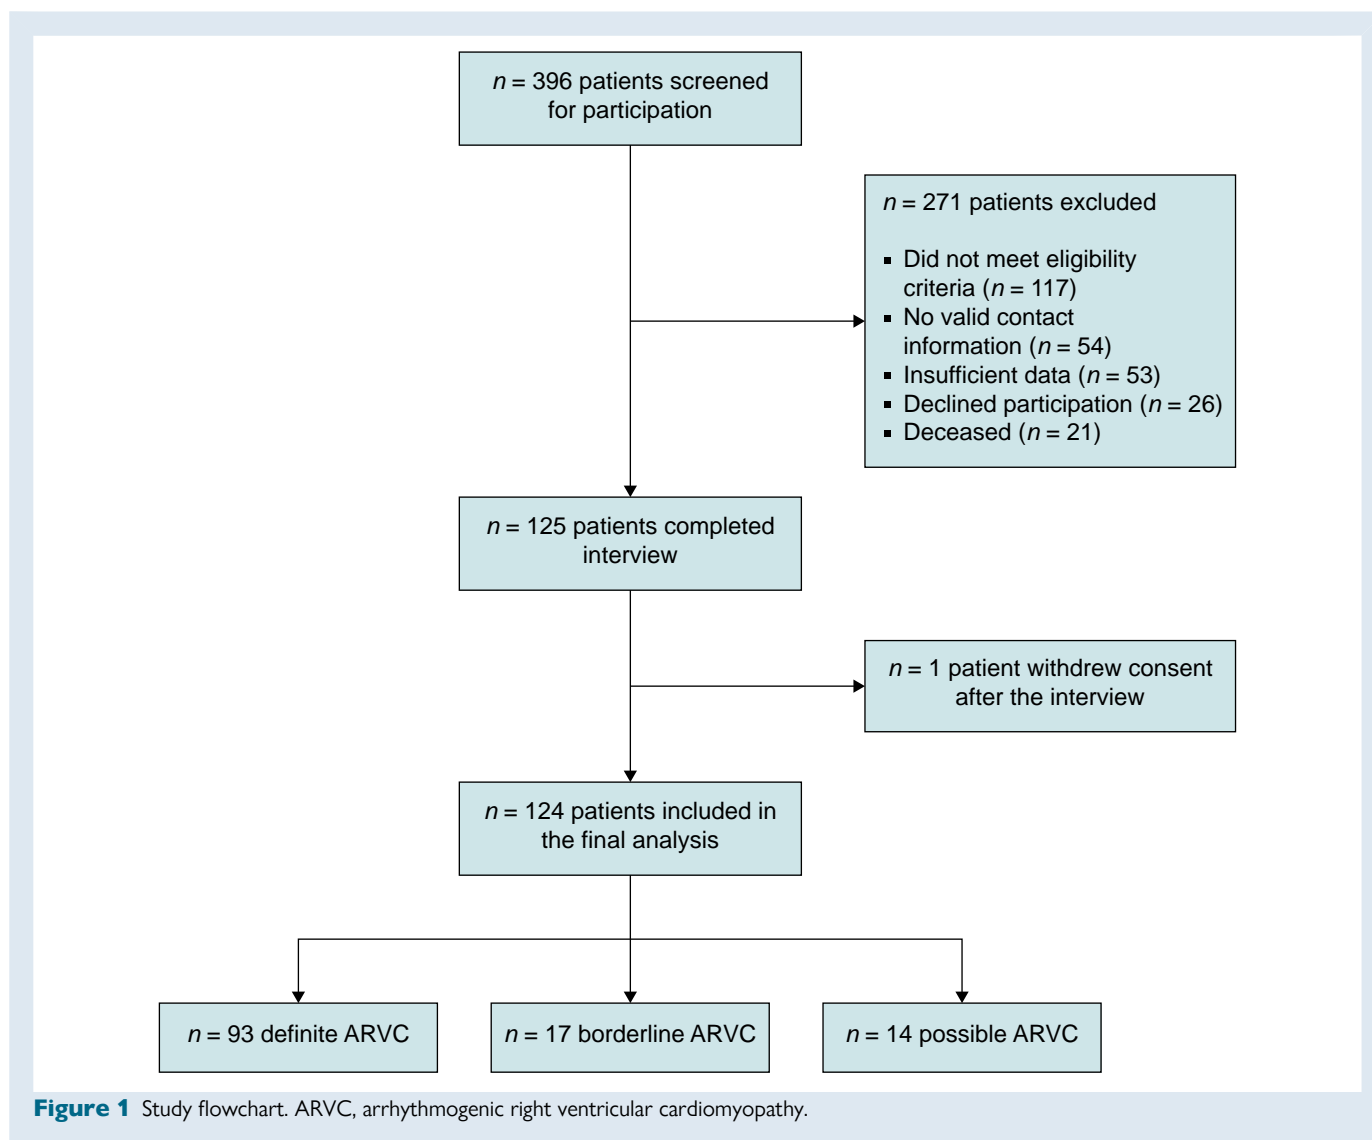 n = 396 patients screened
for participation
n = 271 patients excluded
▪ Did not meet eligibility
criteria (n = 117)
▪ No valid contact
information (n = 54)
▪ Insufficient data (n = 53)
▪ Declined participation (n = 26)
▪ Deceased (n = 21)
n = 125 patients completed
interview
n = 1 patient withdrew consent
after the interview
n = 124 patients included in
the final analysis
n = 93 definite ARVC
n = 17 borderline ARVC
n = 14 possible ARVC
Figure 1 Study flowchart. ARVC, arrhythmogenic right ventricular cardiomyopathy.